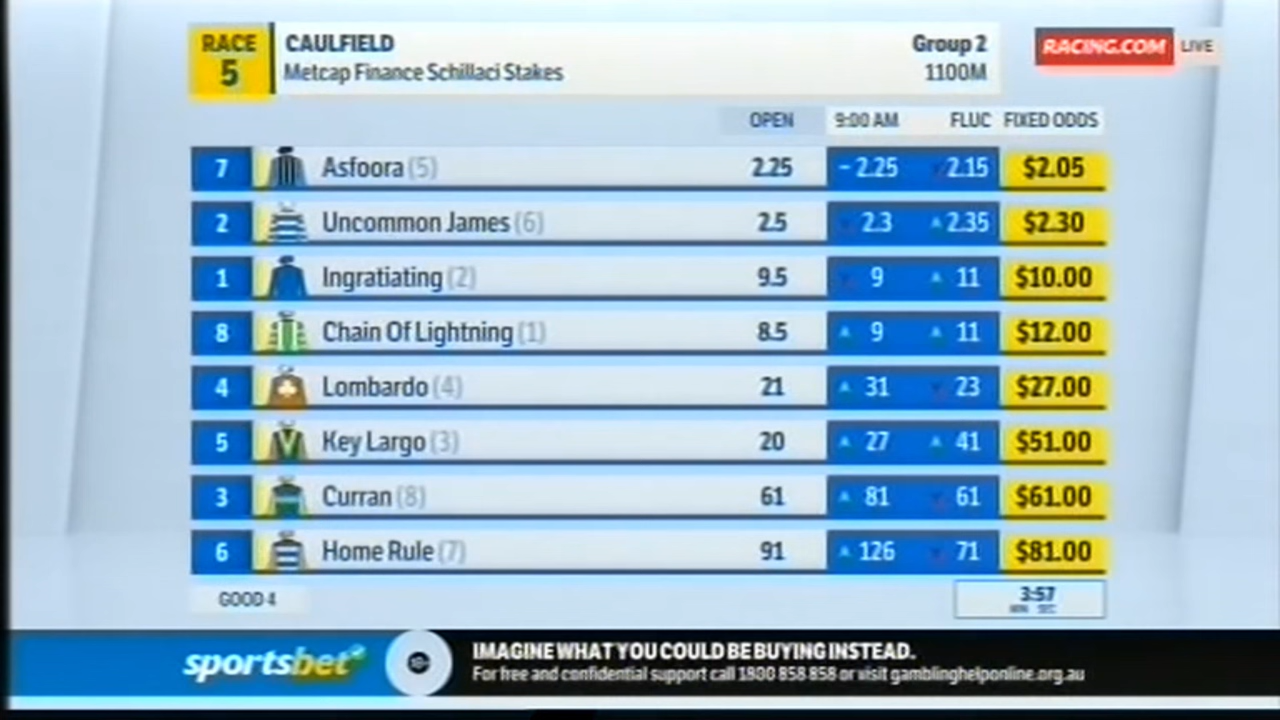 RACE 5 CAULFIELD Group 2
Metcap Finance Schillaci Stakes 1100M
RACING.COM LIVE
OPEN 9:00 AM FLUC FIXED ODDS
7 Asfoora (5) 2.25 - 2.25 2.15 $2.05
2 Uncommon James (6) 2.5 2.3 2.35 $2.30
1 Ingratiating (2) 9.5 9 11 $10.00
8 Chain Of Lightning (1) 8.5 9 11 $12.00
4 Lombardo (4) 21 31 23 $27.00
5 Key Largo (3) 20 27 41 $51.00
3 Curran (8) 61 81 61 $61.00
6 Home Rule (7) 91 126 71 $81.00
GOOD 4 3:57
MIN SEC
sportsbet 18+ IMAGINE WHAT YOU COULD BE BUYING INSTEAD.
For free and confidential support call 1800 858 858 or visit gamblinghelponline.org.au